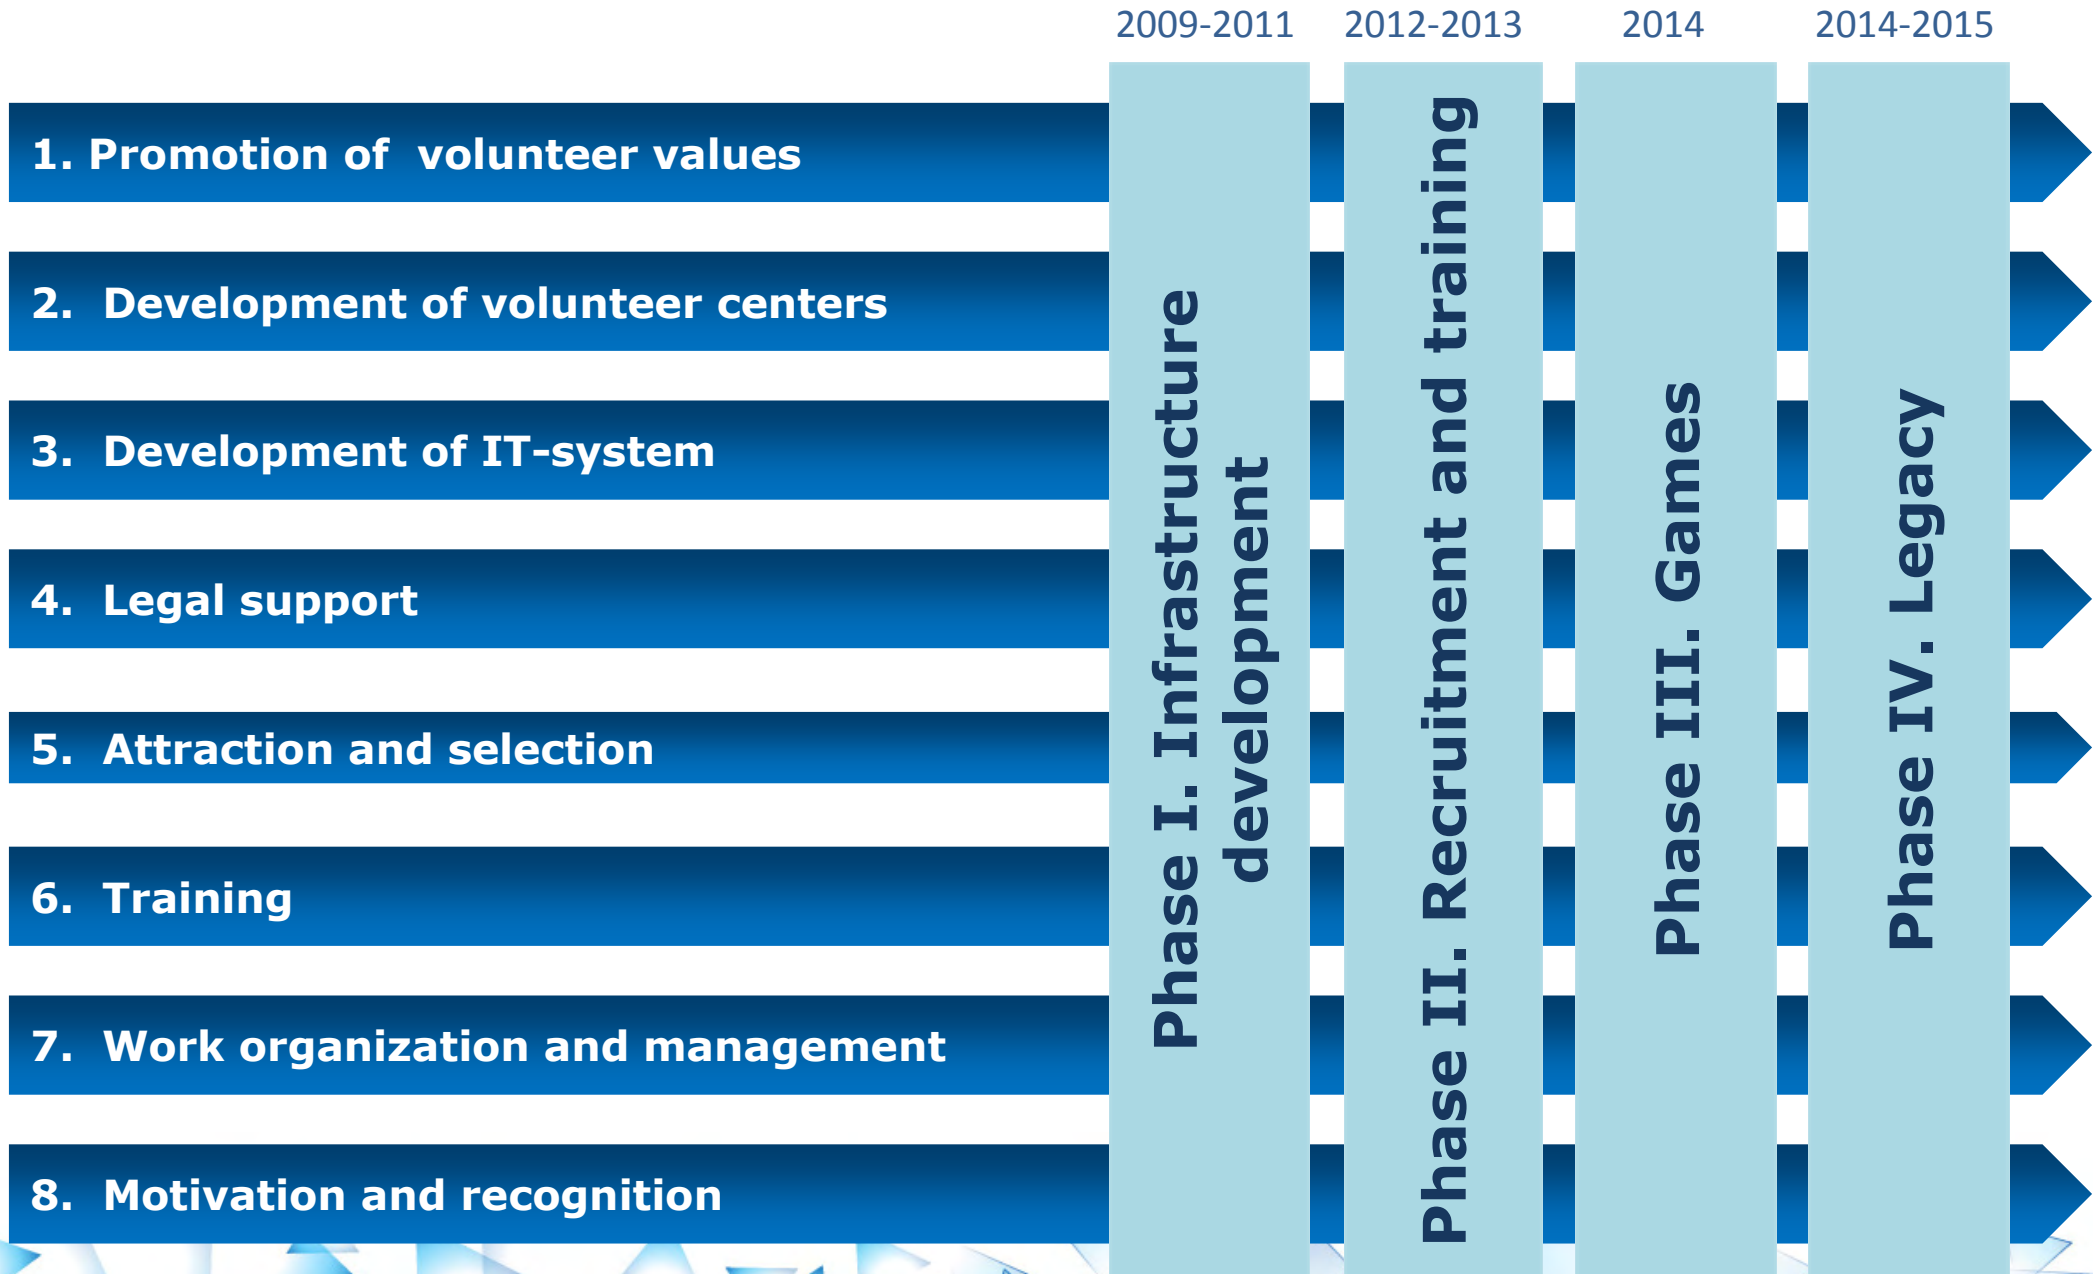 2009-2011 2012-2013 2014 2014-2015
1. Promotion of volunteer values
2. Development of volunteer centers
3. Development of IT-system
4. Legal support
5. Attraction and selection
6. Training
7. Work organization and management
8. Motivation and recognition
Phase I. Infrastructure
development
Phase II. Recruitment and training
Phase III. Games
Phase IV. Legacy